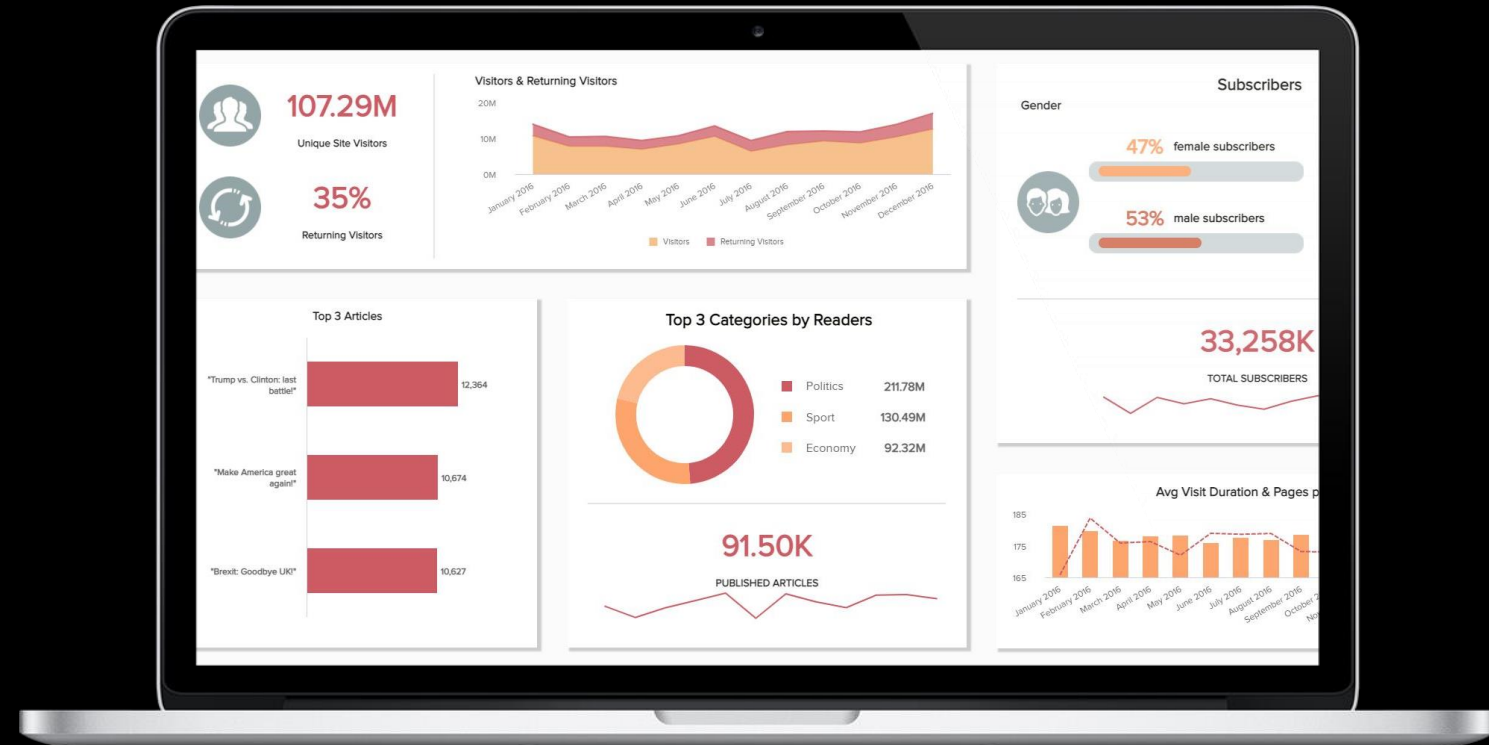 107.29M
Unique Site Visitors
35%
Returning Visitors
Visitors & Returning Visitors
20M
10M
0M
January 2016
February 2016
March 2016
April 2016
May 2016
June 2016
July 2016
August 2016
September 2016
October 2016
November 2016
December 2016
Visitors
Returning Visitors
Subscribers
Gender
47% female subscribers
53% male subscribers
33,258K
TOTAL SUBSCRIBERS
Top 3 Articles
"Trump vs. Clinton: last
battle!"
12,364
"Make America great
again!"
10,674
"Brexit: Goodbye UK!"
10,627
Top 3 Categories by Readers
Politics 211.78M
Sport 130.49M
Economy 92.32M
91.50K
PUBLISHED ARTICLES
Avg Visit Duration & Pages p
185
175
165
January 2016
February 2016
March 2016
April 2016
May 2016
June 2016
July 2016
August 2016
September 2016
October 2
No